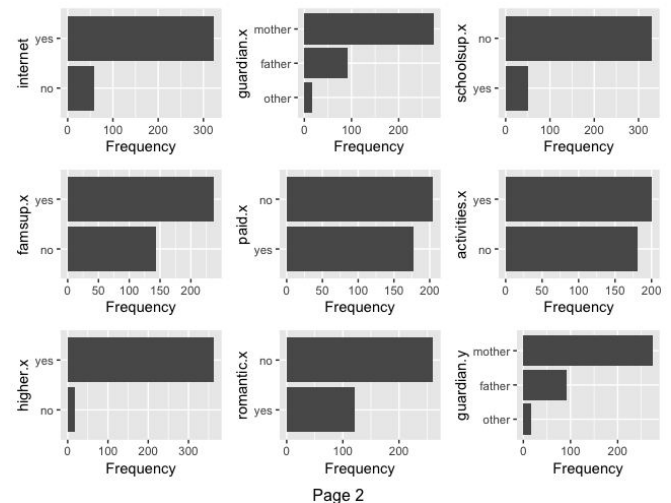 internet
yes
no
0 100 200 300
Frequency
guardian.x
mother
father
other
0 100 200
Frequency
schoolsup.x
no
yes
0 100 200 300
Frequency
famsup.x
yes
no
0 50 100 150 200
Frequency
paid.x
no
yes
0 50 100 150 200
Frequency
activities.x
yes
no
0 50 100 150 200
Frequency
higher.x
yes
no
0 100 200 300
Frequency
romantic.x
no
yes
0 100 200
Frequency
guardian.y
mother
father
other
0 100 200
Frequency
Page 2